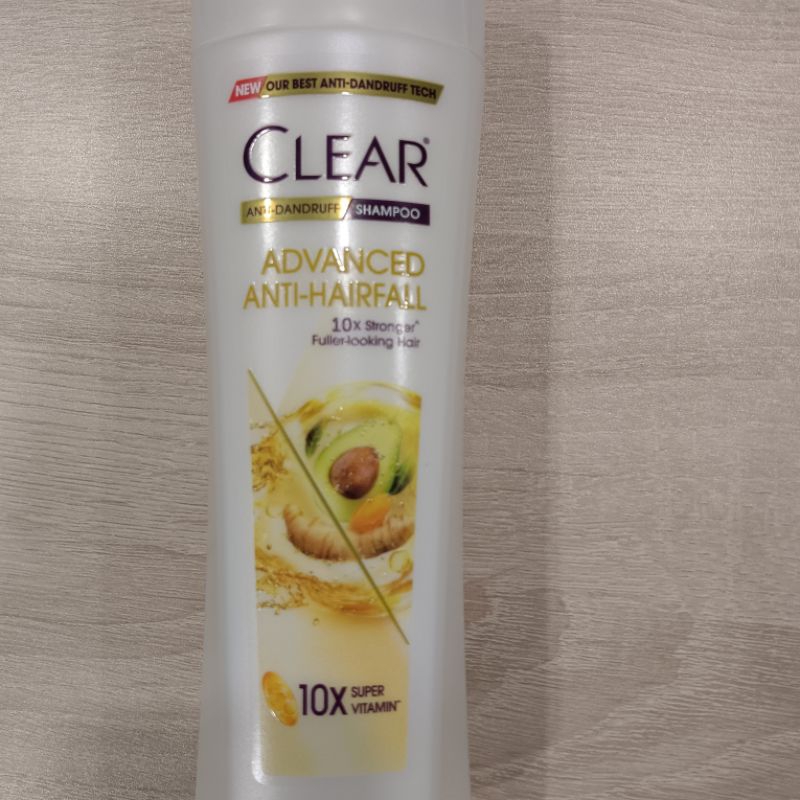 NEW OUR BEST ANTI-DANDRUFF TECH
CLEAR®
ANTI-DANDRUFF SHAMPOO
ADVANCED
ANTI-HAIRFALL
10x Stronger^
Fuller-looking Hair
10X SUPER
VITAMIN™